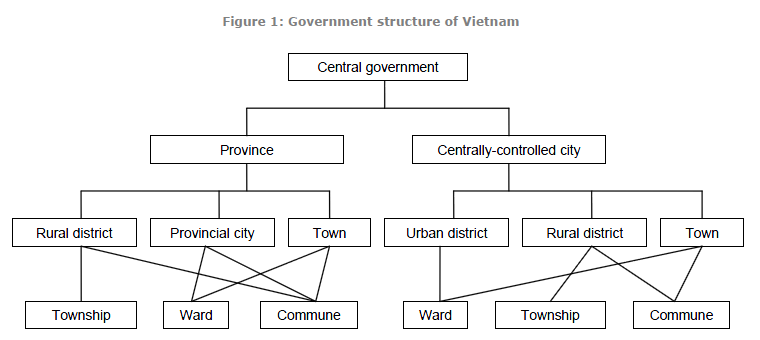 Figure 1: Government structure of Vietnam
Central government
Province
Centrally-controlled city
Rural district
Provincial city
Town
Urban district
Rural district
Town
Township
Ward
Commune
Ward
Township
Commune